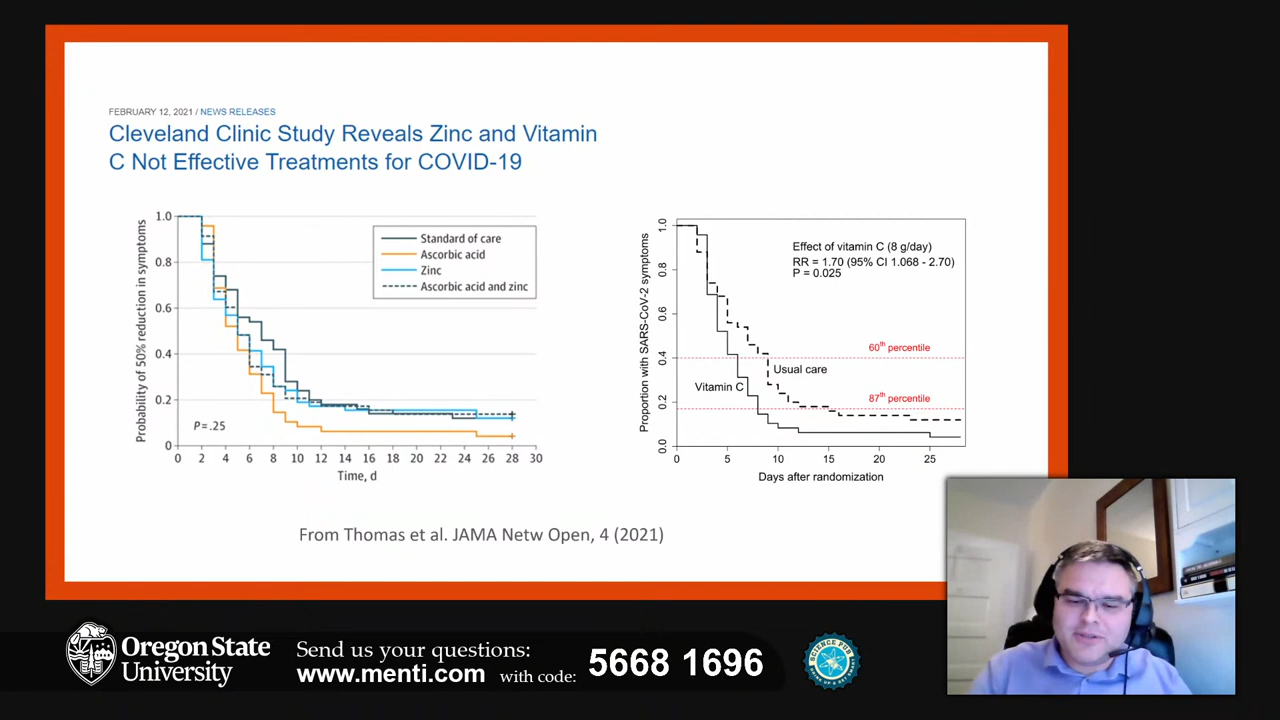 FEBRUARY 12, 2021 / NEWS RELEASES
Cleveland Clinic Study Reveals Zinc and Vitamin
C Not Effective Treatments for COVID-19
Probability of 50% reduction in symptoms
1.0
0.8
0.6
0.4
0.2
0
Standard of care
Ascorbic acid
Zinc
Ascorbic acid and zinc
P = .25
0 2 4 6 8 10 12 14 16 18 20 22 24 26 28 30
Time, d
Proportion with SARS-CoV-2 symptoms
1.0
0.8
0.6
0.4
0.2
0.0
Effect of vitamin C (8 g/day)
RR = 1.70 (95% CI 1.068 - 2.70)
P = 0.025
60th percentile
Usual care
Vitamin C
87th percentile
0 5 10 15 20 25
Days after randomization
From Thomas et al. JAMA Netw Open, 4 (2021)
Oregon State
University
Send us your questions:
www.menti.com with code:
5668 1696
SCIENCE PUB